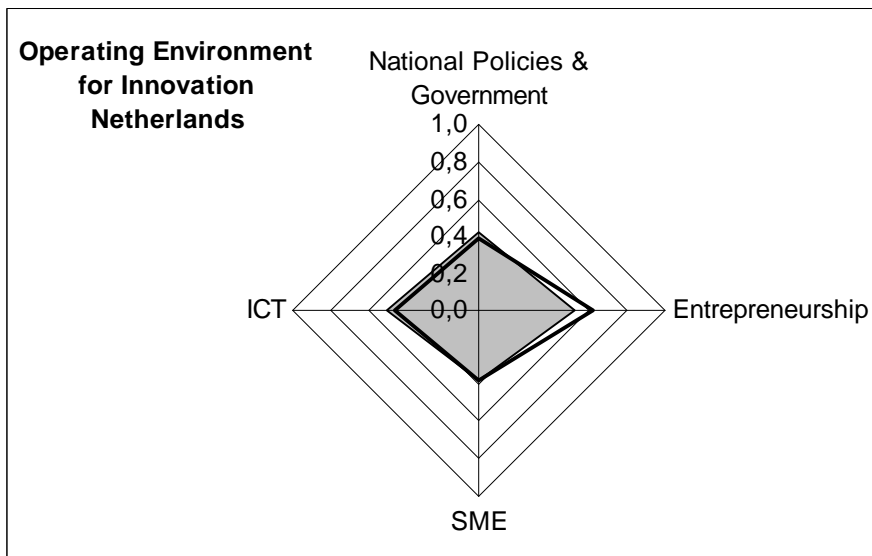 Operating Environment
for Innovation
Netherlands
National Policies &
Government
1,0
0,8
0,6
0,4
0,2
0,0
ICT
Entrepreneurship
SME